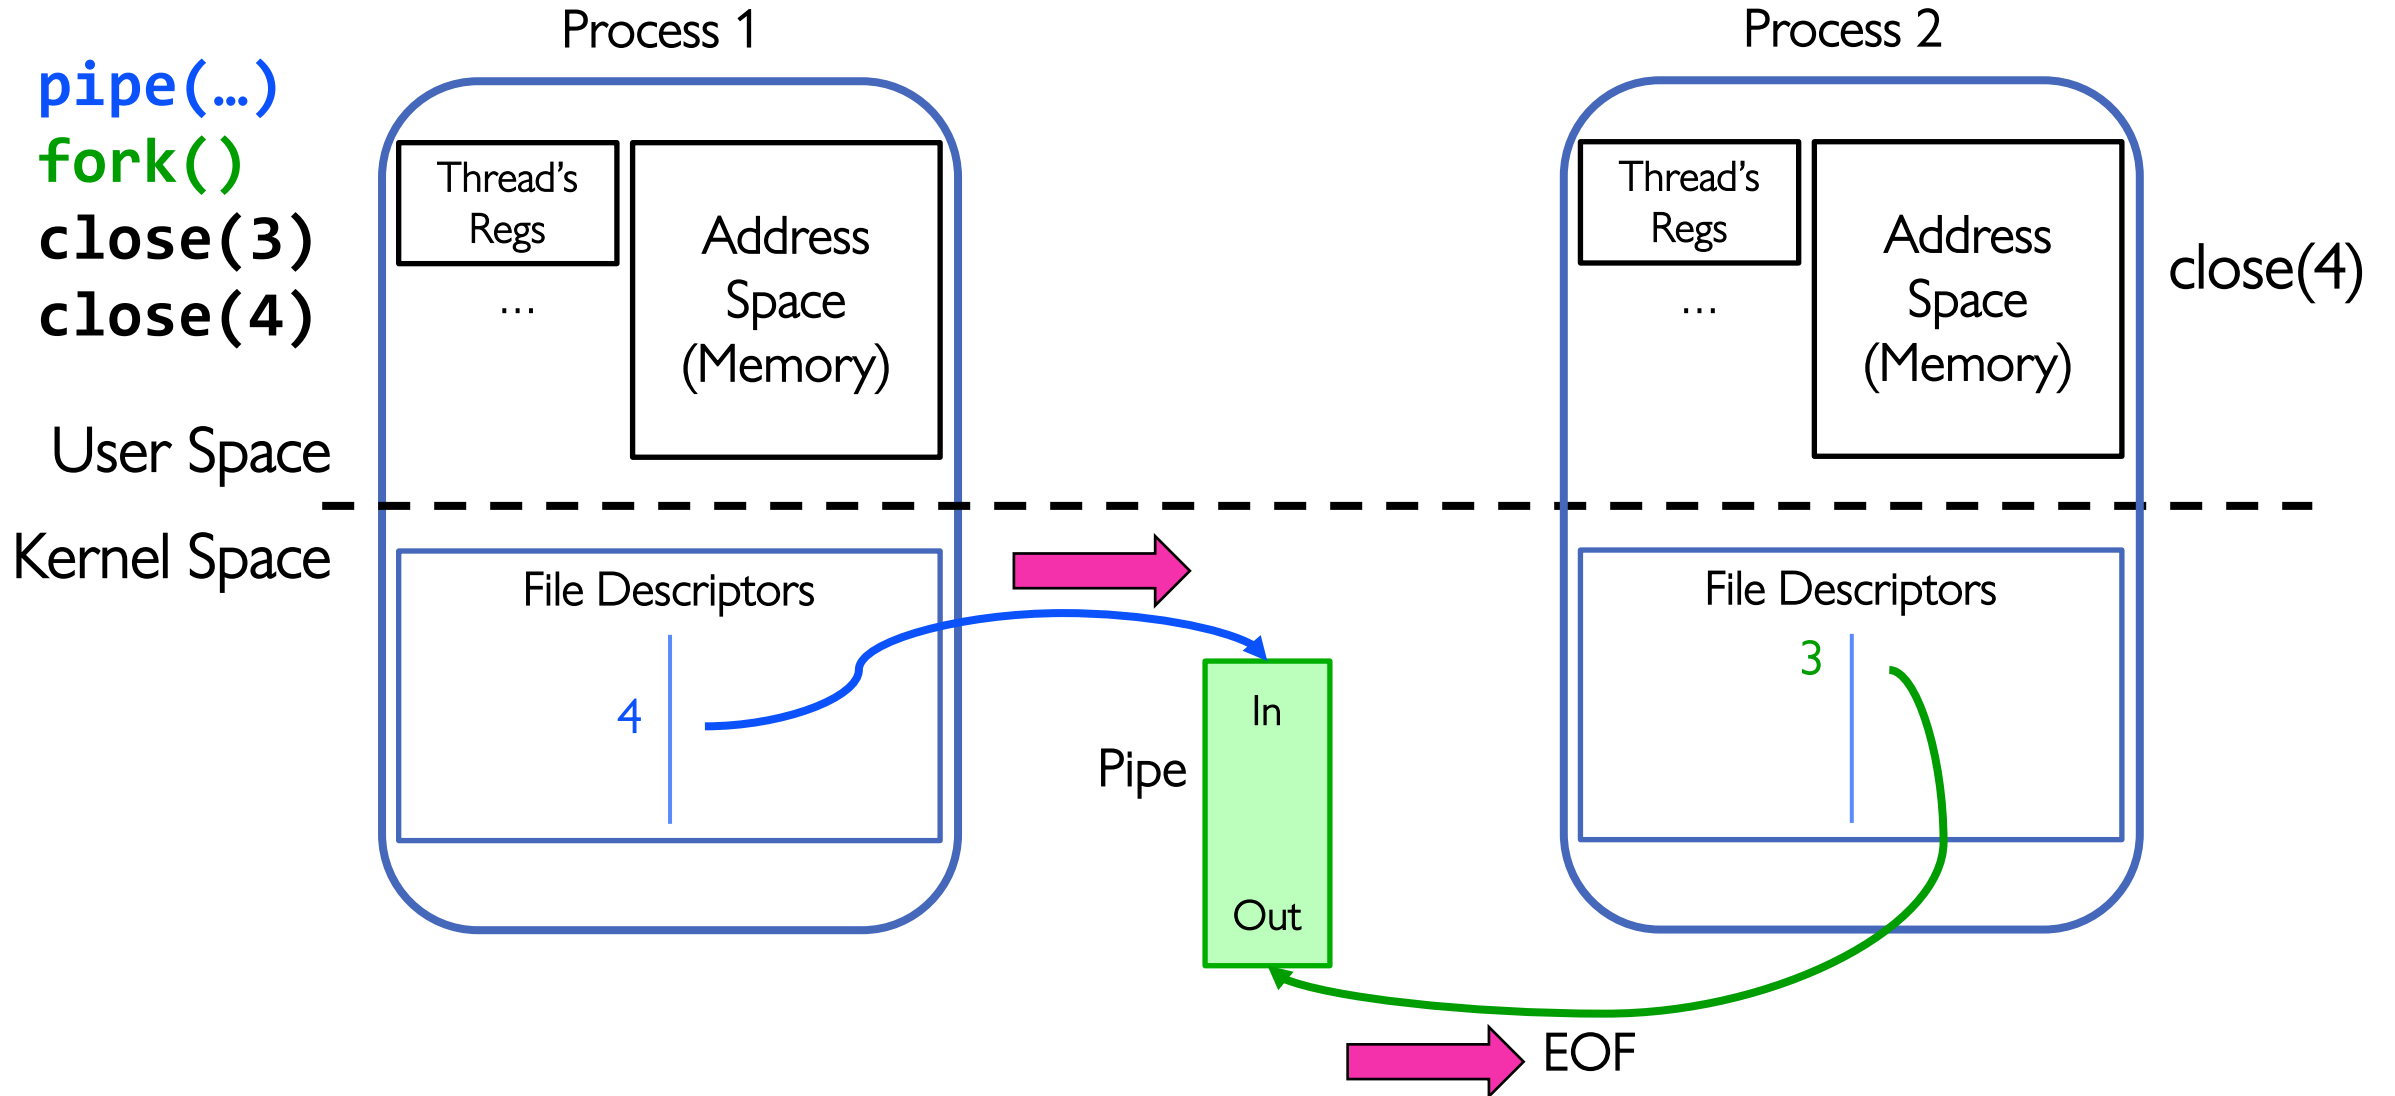 Process 1
Process 2
pipe(…)
fork()
close(3)
close(4)
User Space
Kernel Space
Thread’s
Regs
…
Address
Space
(Memory)
File Descriptors
4
Pipe
In
Out
Thread’s
Regs
…
Address
Space
(Memory)
close(4)
File Descriptors
3
EOF